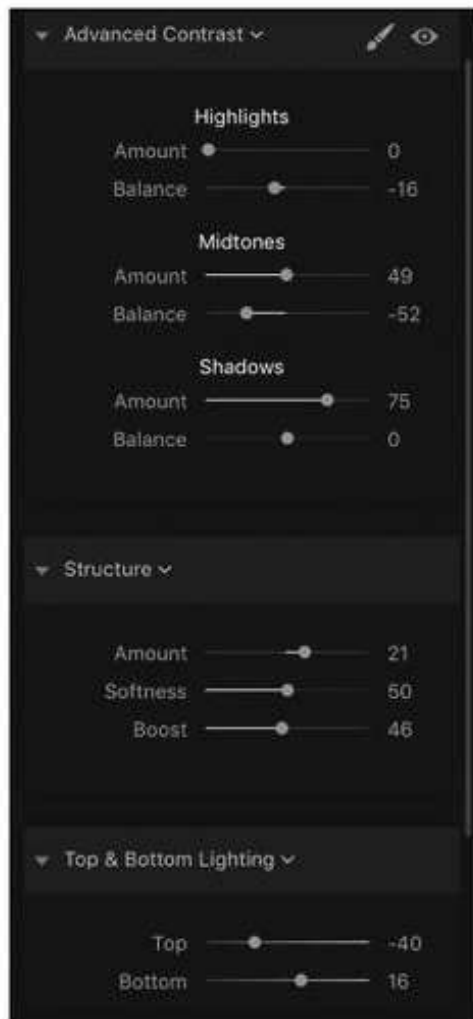 Advanced Contrast
Highlights
Amount 0
Balance -16
Midtones
Amount 49
Balance -52
Shadows
Amount 75
Balance 0
Structure
Amount 21
Softness 50
Boost 46
Top & Bottom Lighting
Top -40
Bottom 16